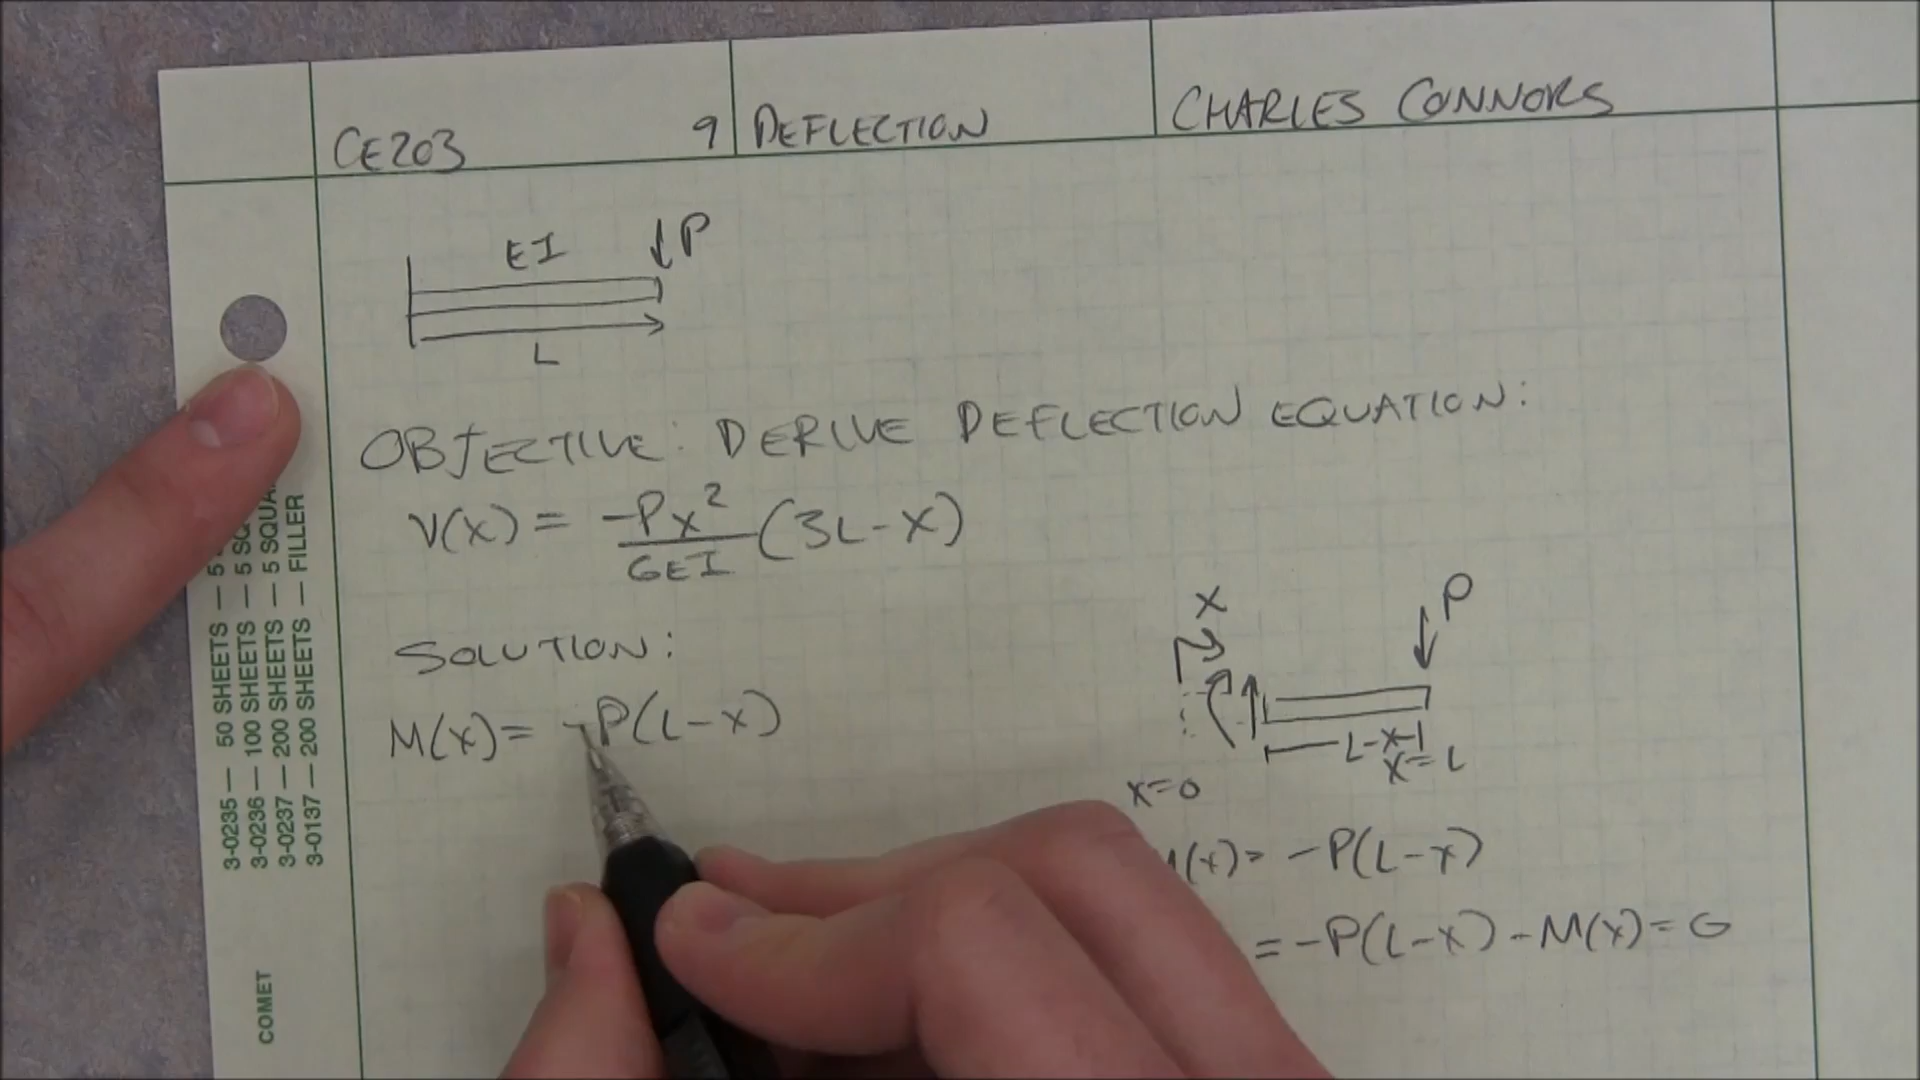 CE203 9 DEFLECTION CHARLES CONNORS
EI P
L
OBJECTIVE: DERIVE DEFLECTION EQUATION:
V(X) = -PX²/6EI (3L-X)
SOLUTION:
M(X) = -P(L-X)
X P
L-X
X=0 X=L
M(X) = -P(L-X)
= -P(L-X) - M(X) = 0
3-0235 — 50 SHEETS — 5
3-0236 — 100 SHEETS — 5 SQ
3-0237 — 200 SHEETS — 5 SQUA
3-0137 — 200 SHEETS — FILLER
COMET